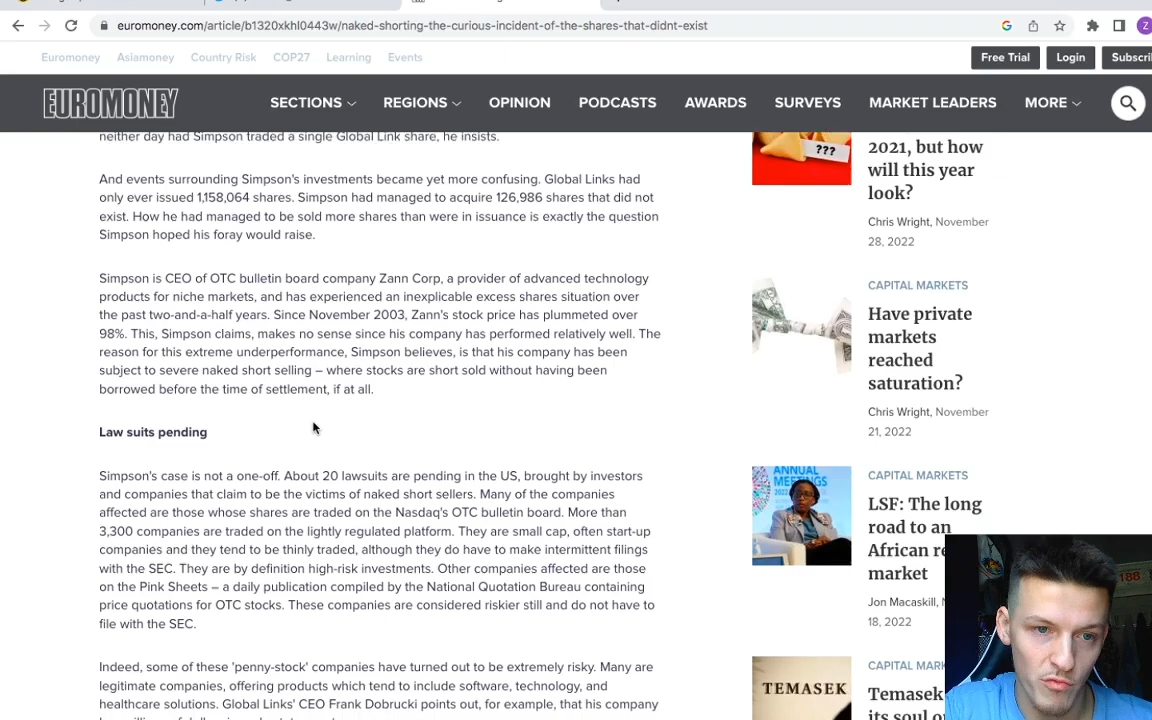 euromoney.com/article/b1320xkhl0443w/naked-shorting-the-curious-incident-of-the-shares-that-didnt-exist
Euromoney Asiamoney Country Risk COP27 Learning Events
Free Trial Login Subscri
EUROMONEY SECTIONS REGIONS OPINION PODCASTS AWARDS SURVEYS MARKET LEADERS MORE
neither day had Simpson traded a single Global Link share, he insists.
And events surrounding Simpson's investments became yet more confusing. Global Links had
only ever issued 1,158,064 shares. Simpson had managed to acquire 126,986 shares that did not
exist. How he had managed to be sold more shares than were in issuance is exactly the question
Simpson hoped his foray would raise.
Simpson is CEO of OTC bulletin board company Zann Corp, a provider of advanced technology
products for niche markets, and has experienced an inexplicable excess shares situation over
the past two-and-a-half years. Since November 2003, Zann's stock price has plummeted over
98%. This, Simpson claims, makes no sense since his company has performed relatively well. The
reason for this extreme underperformance, Simpson believes, is that his company has been
subject to severe naked short selling – where stocks are short sold without having been
borrowed before the time of settlement, if at all.
Law suits pending
Simpson's case is not a one-off. About 20 lawsuits are pending in the US, brought by investors
and companies that claim to be the victims of naked short sellers. Many of the companies
affected are those whose shares are traded on the Nasdaq's OTC bulletin board. More than
3,300 companies are traded on the lightly regulated platform. They are small cap, often start-up
companies and they tend to be thinly traded, although they do have to make intermittent filings
with the SEC. They are by definition high-risk investments. Other companies affected are those
on the Pink Sheets – a daily publication compiled by the National Quotation Bureau containing
price quotations for OTC stocks. These companies are considered riskier still and do not have to
file with the SEC.
Indeed, some of these 'penny-stock' companies have turned out to be extremely risky. Many are
legitimate companies, offering products which tend to include software, technology, and
healthcare solutions. Global Links' CEO Frank Dobrucki points out, for example, that his company
???
2021, but how
will this year
look?
Chris Wright, November
28, 2022
CAPITAL MARKETS
Have private
markets
reached
saturation?
Chris Wright, November
21, 2022
ANNUAL
MEETINGS
CAPITAL MARKETS
LSF: The long
road to an
African re
market
Jon Macaskill, N
18, 2022
188
TEMASEK
CAPITAL MARK
Temasek
its soul o